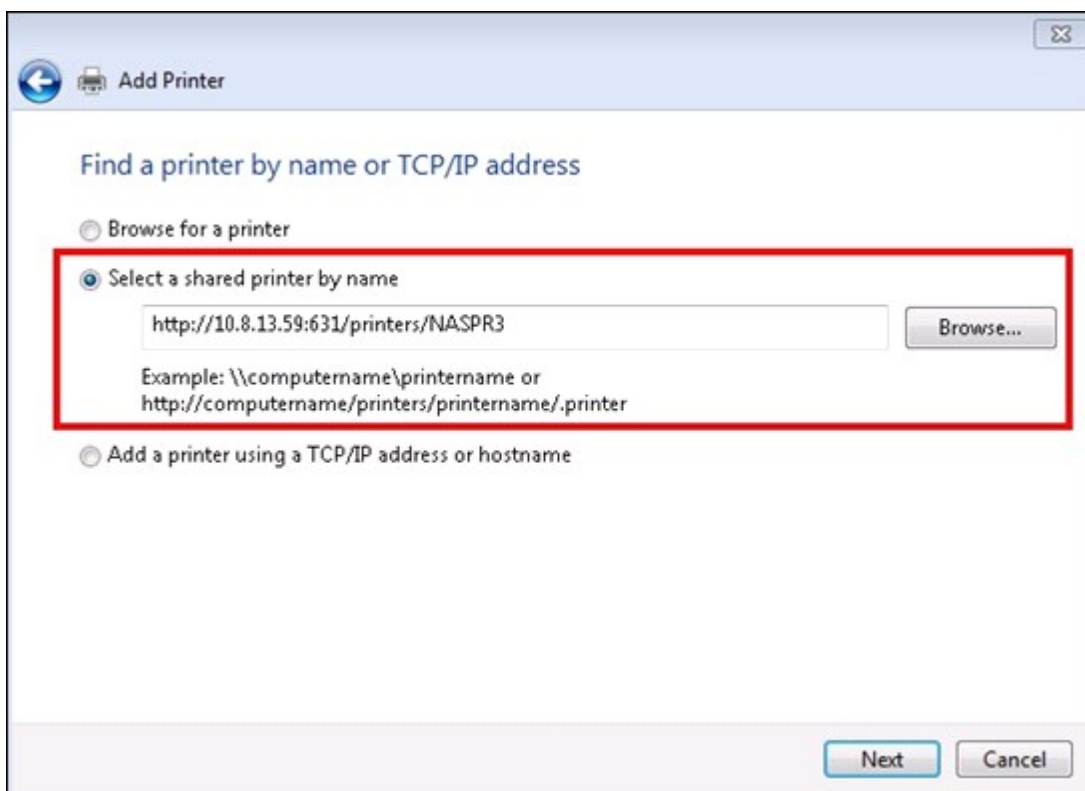 Add Printer
Find a printer by name or TCP/IP address
Browse for a printer
Select a shared printer by name
http://10.8.13.59:631/printers/NASPR3
Browse...
Example: \\computername\printername or
http://computername/printers/printername/.printer
Add a printer using a TCP/IP address or hostname
Next
Cancel